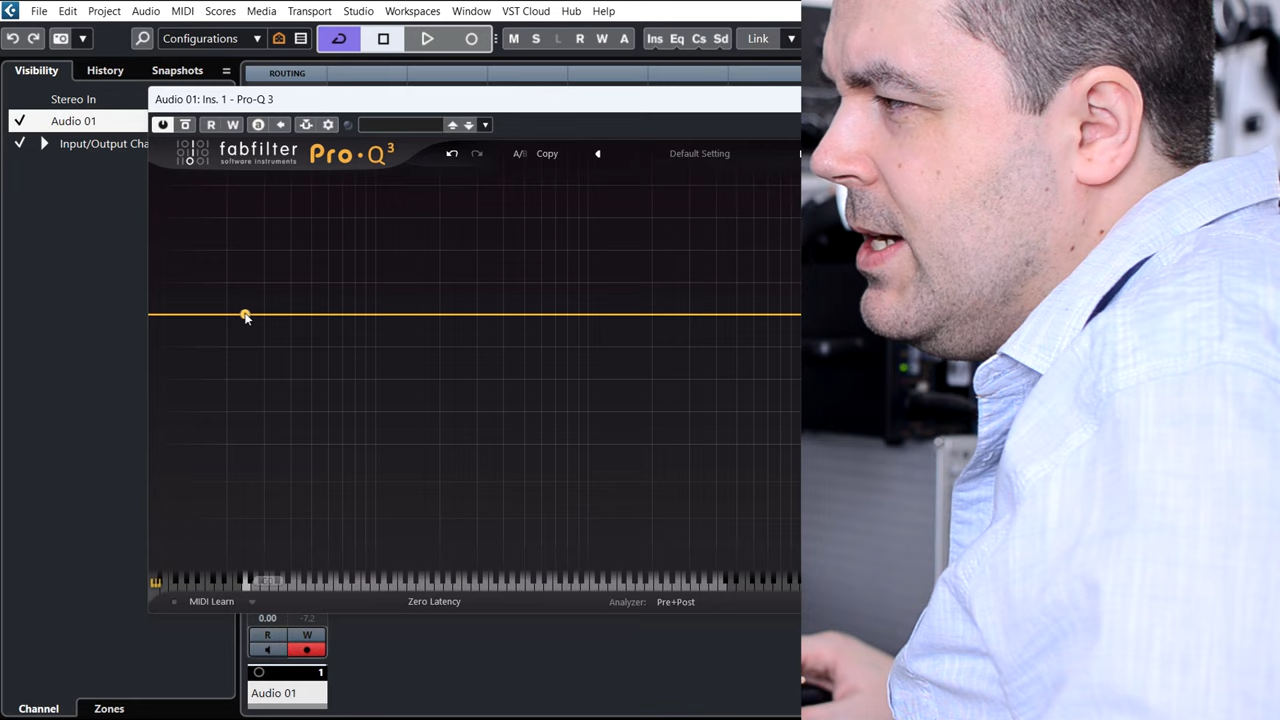 File Edit Project Audio MIDI Scores Media Transport Studio Workspaces Window VST Cloud Hub Help
Configurations M S L R W A Ins Eq Cs Sd Link
Visibility History Snapshots
ROUTING
Stereo In
Audio 01
Input/Output Cha
Audio 01: Ins. 1 - Pro-Q 3
R W a
fabfilter
software instruments
Pro·Q³
A/B Copy Default Setting
MIDI Learn Zero Latency Analyzer: Pre+Post
0.00 -7.2
R W
1
Audio 01
Channel Zones